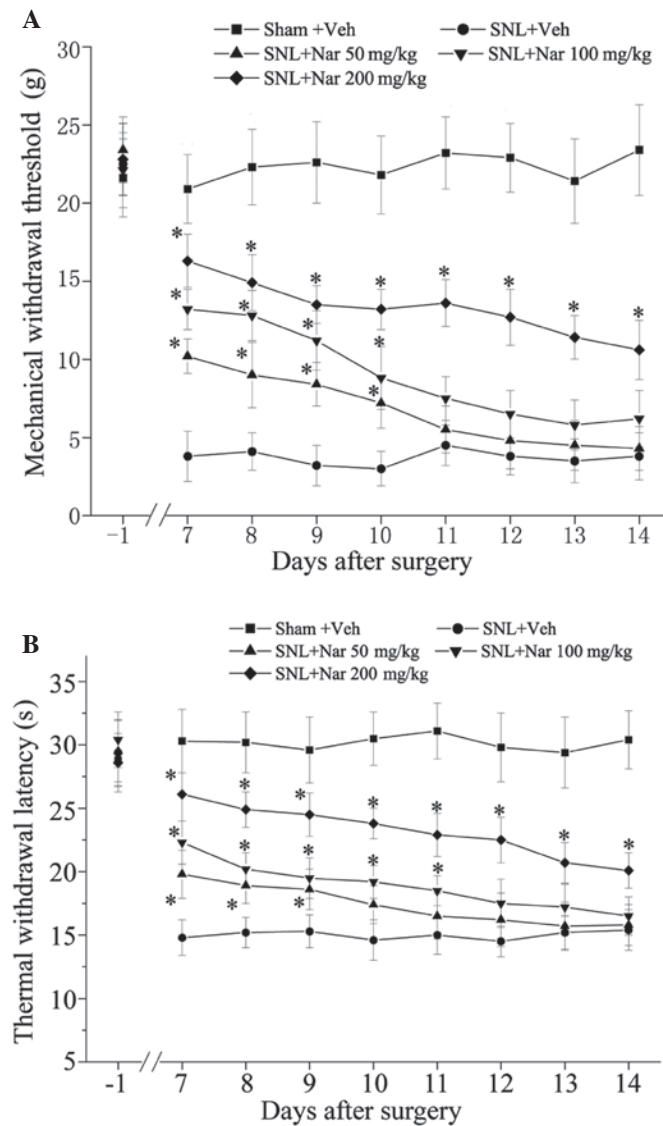 A
Sham +Veh SNL+Veh
SNL+Nar 50 mg/kg SNL+Nar 100 mg/kg
SNL+Nar 200 mg/kg
Mechanical withdrawal threshold (g)
30
25
20
15
10
5
0
* * * * * * * *
* * * *
* * * *
-1 // 7 8 9 10 11 12 13 14
Days after surgery
B
Sham +Veh SNL+Veh
SNL+Nar 50 mg/kg SNL+Nar 100 mg/kg
SNL+Nar 200 mg/kg
Thermal withdrawal latency (s)
35
30
25
20
15
10
5
* * * * * * * *
* * * * *
* * *
-1 // 7 8 9 10 11 12 13 14
Days after surgery